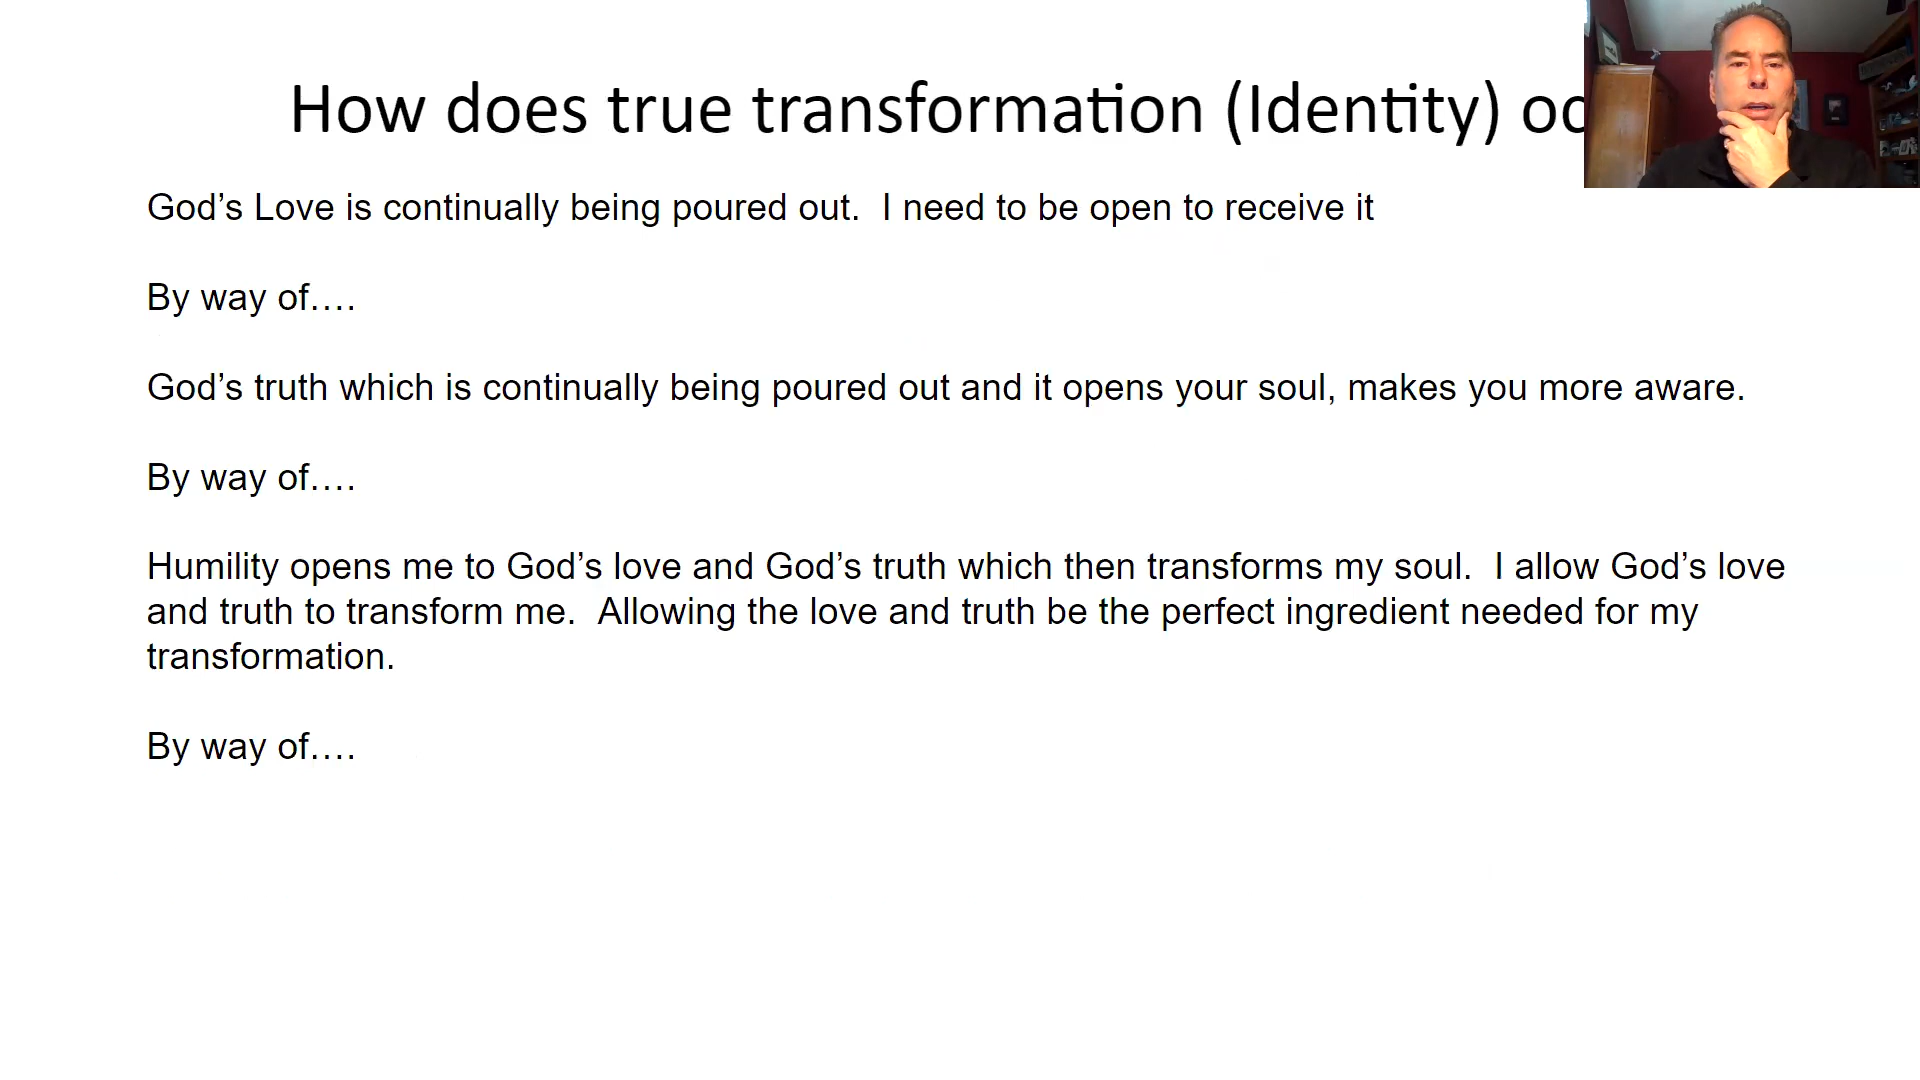 How does true transformation (Identity)
God’s Love is continually being poured out.  I need to be open to receive it
By way of….
God’s truth which is continually being poured out and it opens your soul, makes you more aware.
By way of….
Humility opens me to God’s love and God’s truth which then transforms my soul.  I allow God’s love
and truth to transform me.  Allowing the love and truth be the perfect ingredient needed for my
transformation.
By way of….